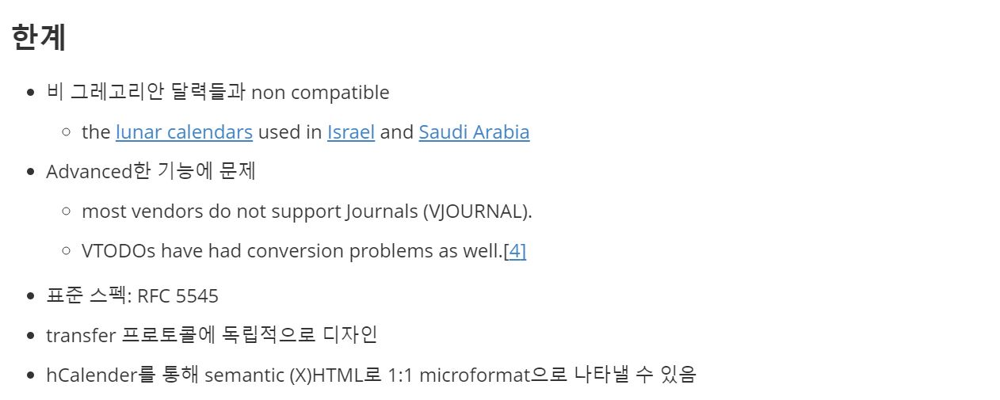 한계
비 그레고리안 달력들과 non compatible
the lunar calendars used in Israel and Saudi Arabia
Advanced한 기능에 문제
most vendors do not support Journals (VJOURNAL).
VTODOs have had conversion problems as well.[4]
표준 스펙: RFC 5545
transfer 프로토콜에 독립적으로 디자인
hCalender를 통해 semantic (X)HTML로 1:1 microformat으로 나타낼 수 있음